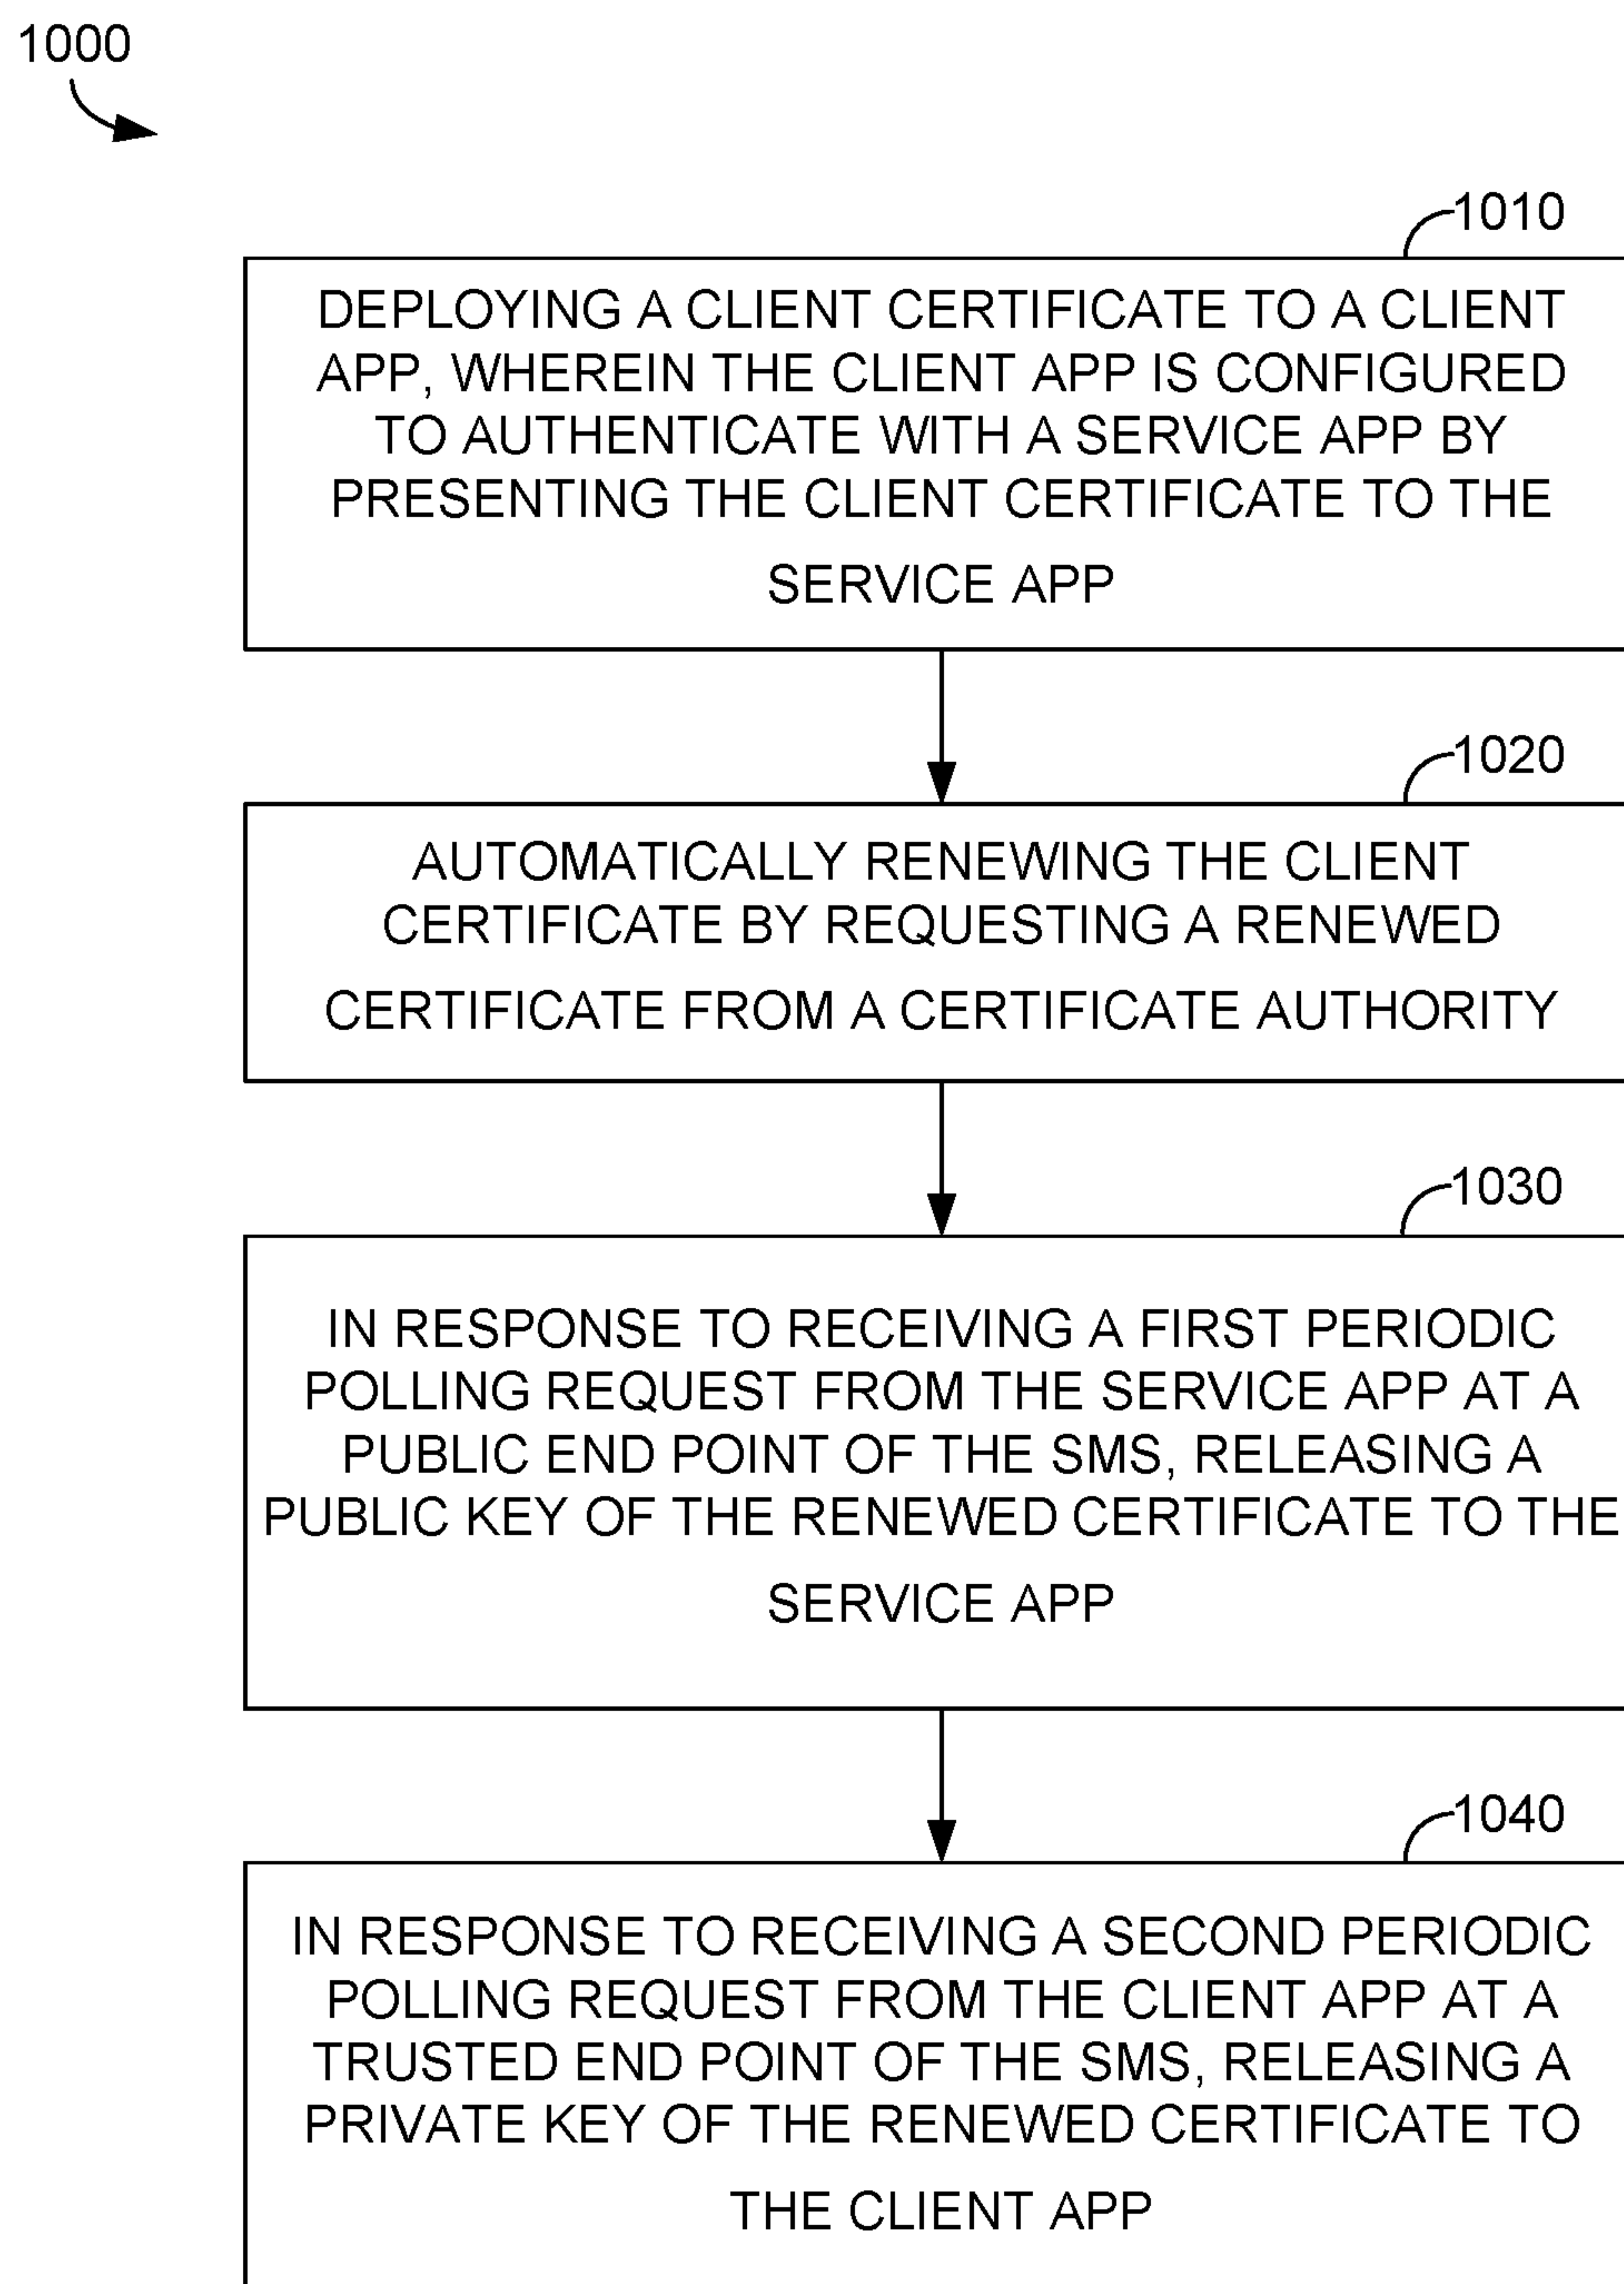 1000
1010
DEPLOYING A CLIENT CERTIFICATE TO A CLIENT
APP, WHEREIN THE CLIENT APP IS CONFIGURED
TO AUTHENTICATE WITH A SERVICE APP BY
PRESENTING THE CLIENT CERTIFICATE TO THE
SERVICE APP
1020
AUTOMATICALLY RENEWING THE CLIENT
CERTIFICATE BY REQUESTING A RENEWED
CERTIFICATE FROM A CERTIFICATE AUTHORITY
1030
IN RESPONSE TO RECEIVING A FIRST PERIODIC
POLLING REQUEST FROM THE SERVICE APP AT A
PUBLIC END POINT OF THE SMS, RELEASING A
PUBLIC KEY OF THE RENEWED CERTIFICATE TO THE
SERVICE APP
1040
IN RESPONSE TO RECEIVING A SECOND PERIODIC
POLLING REQUEST FROM THE CLIENT APP AT A
TRUSTED END POINT OF THE SMS, RELEASING A
PRIVATE KEY OF THE RENEWED CERTIFICATE TO
THE CLIENT APP